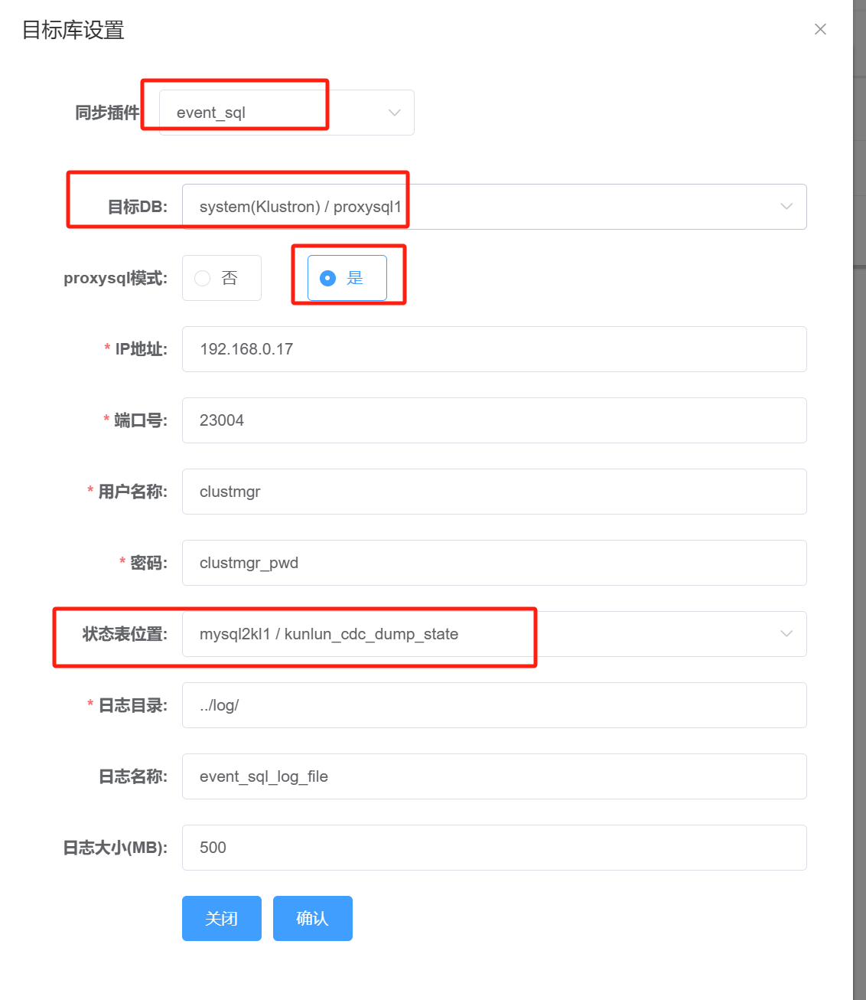 目标库设置
同步插件 event_sql
目标DB: system(Klustron) / proxysql1
proxysql模式: 否 是
* IP地址: 192.168.0.17
* 端口号: 23004
* 用户名称: clustmgr
* 密码: clustmgr_pwd
状态表位置: mysql2kl1 / kunlun_cdc_dump_state
* 日志目录: ../log/
日志名称: event_sql_log_file
日志大小(MB): 500
关闭 确认